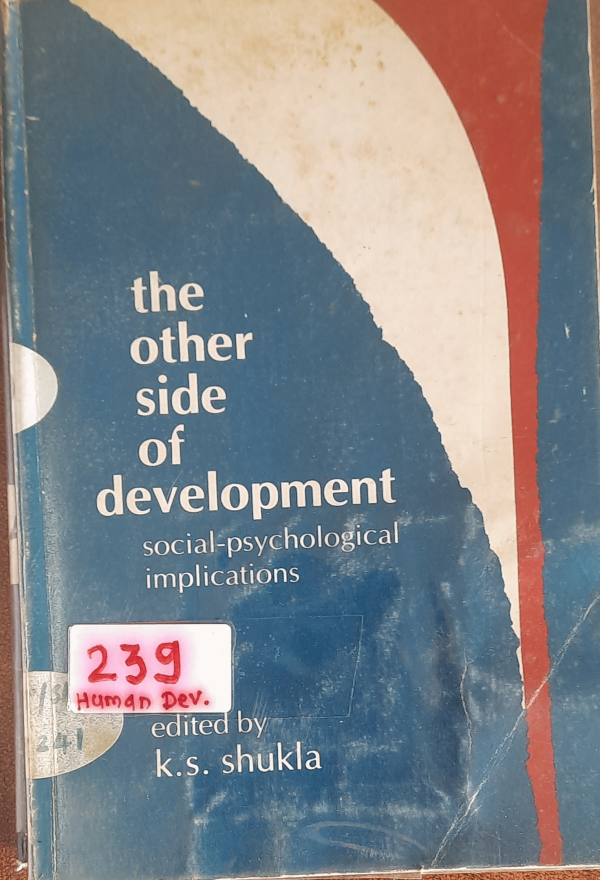 the
other
side
of
development
social-psychological
implications
239
Human Dev.
241
edited by
k.s. shukla